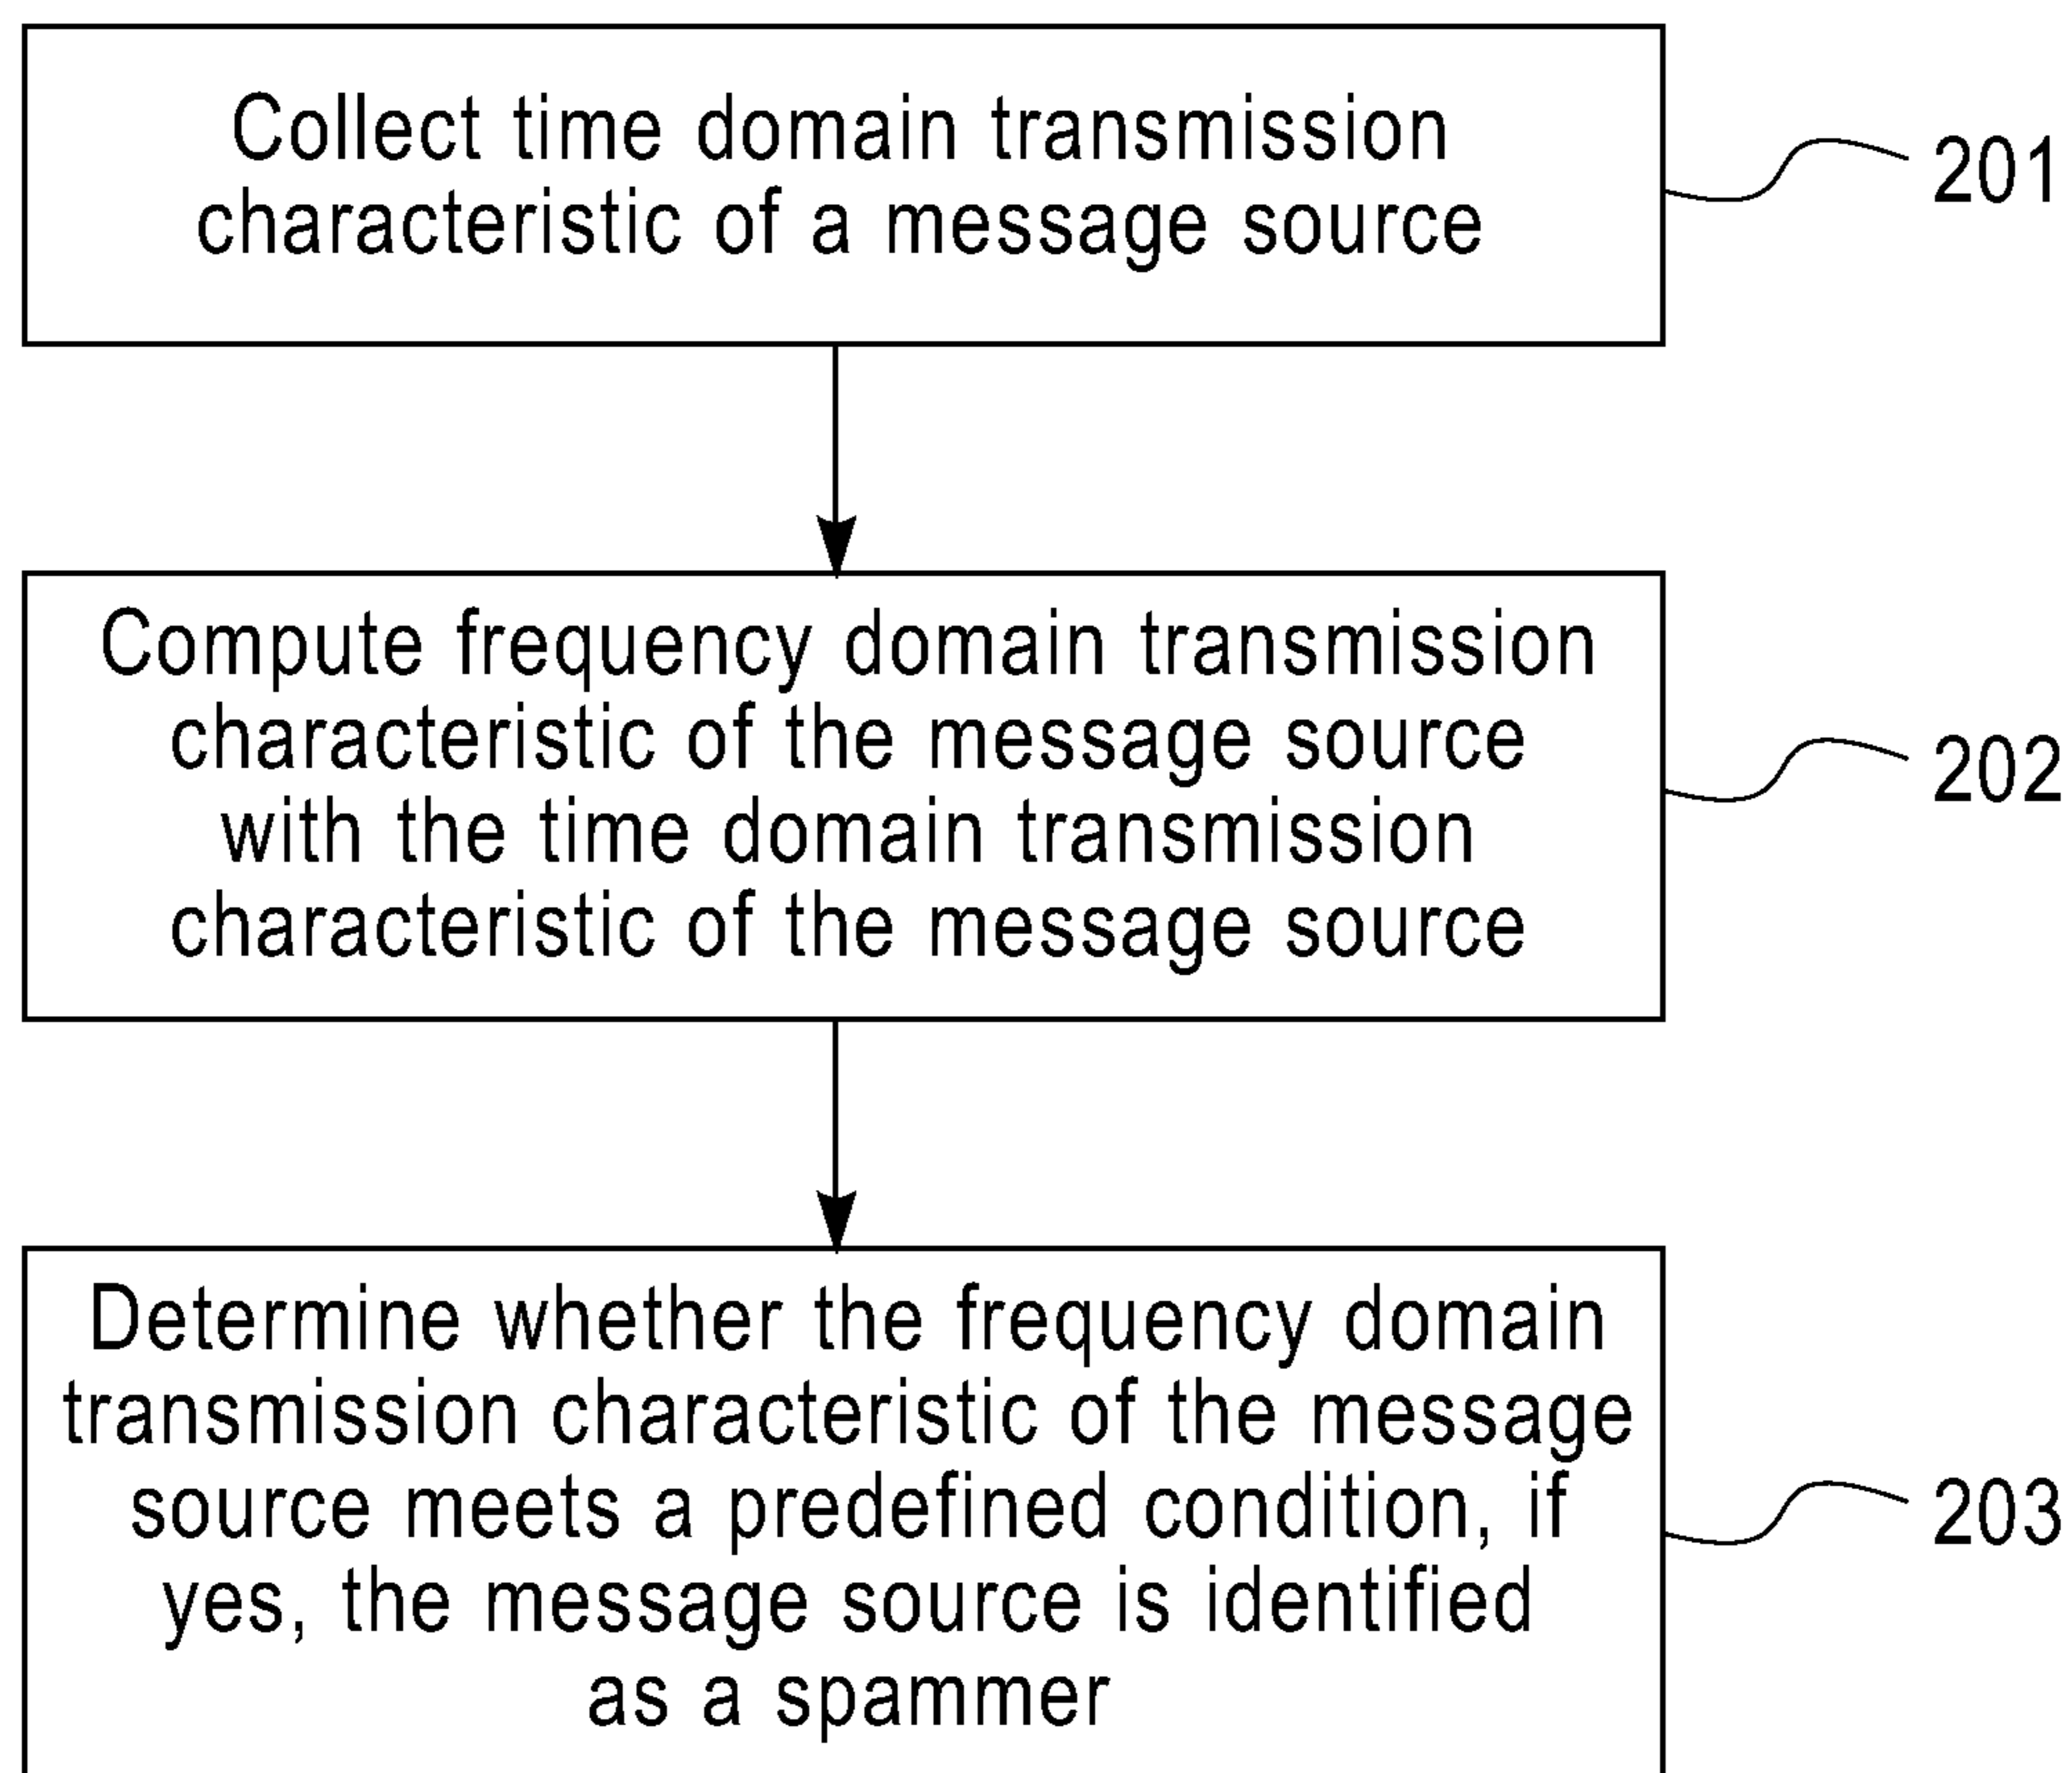 Collect time domain transmission
characteristic of a message source
201
Compute frequency domain transmission
characteristic of the message source
with the time domain transmission
characteristic of the message source
202
Determine whether the frequency domain
transmission characteristic of the message
source meets a predefined condition, if
yes, the message source is identified
as a spammer
203